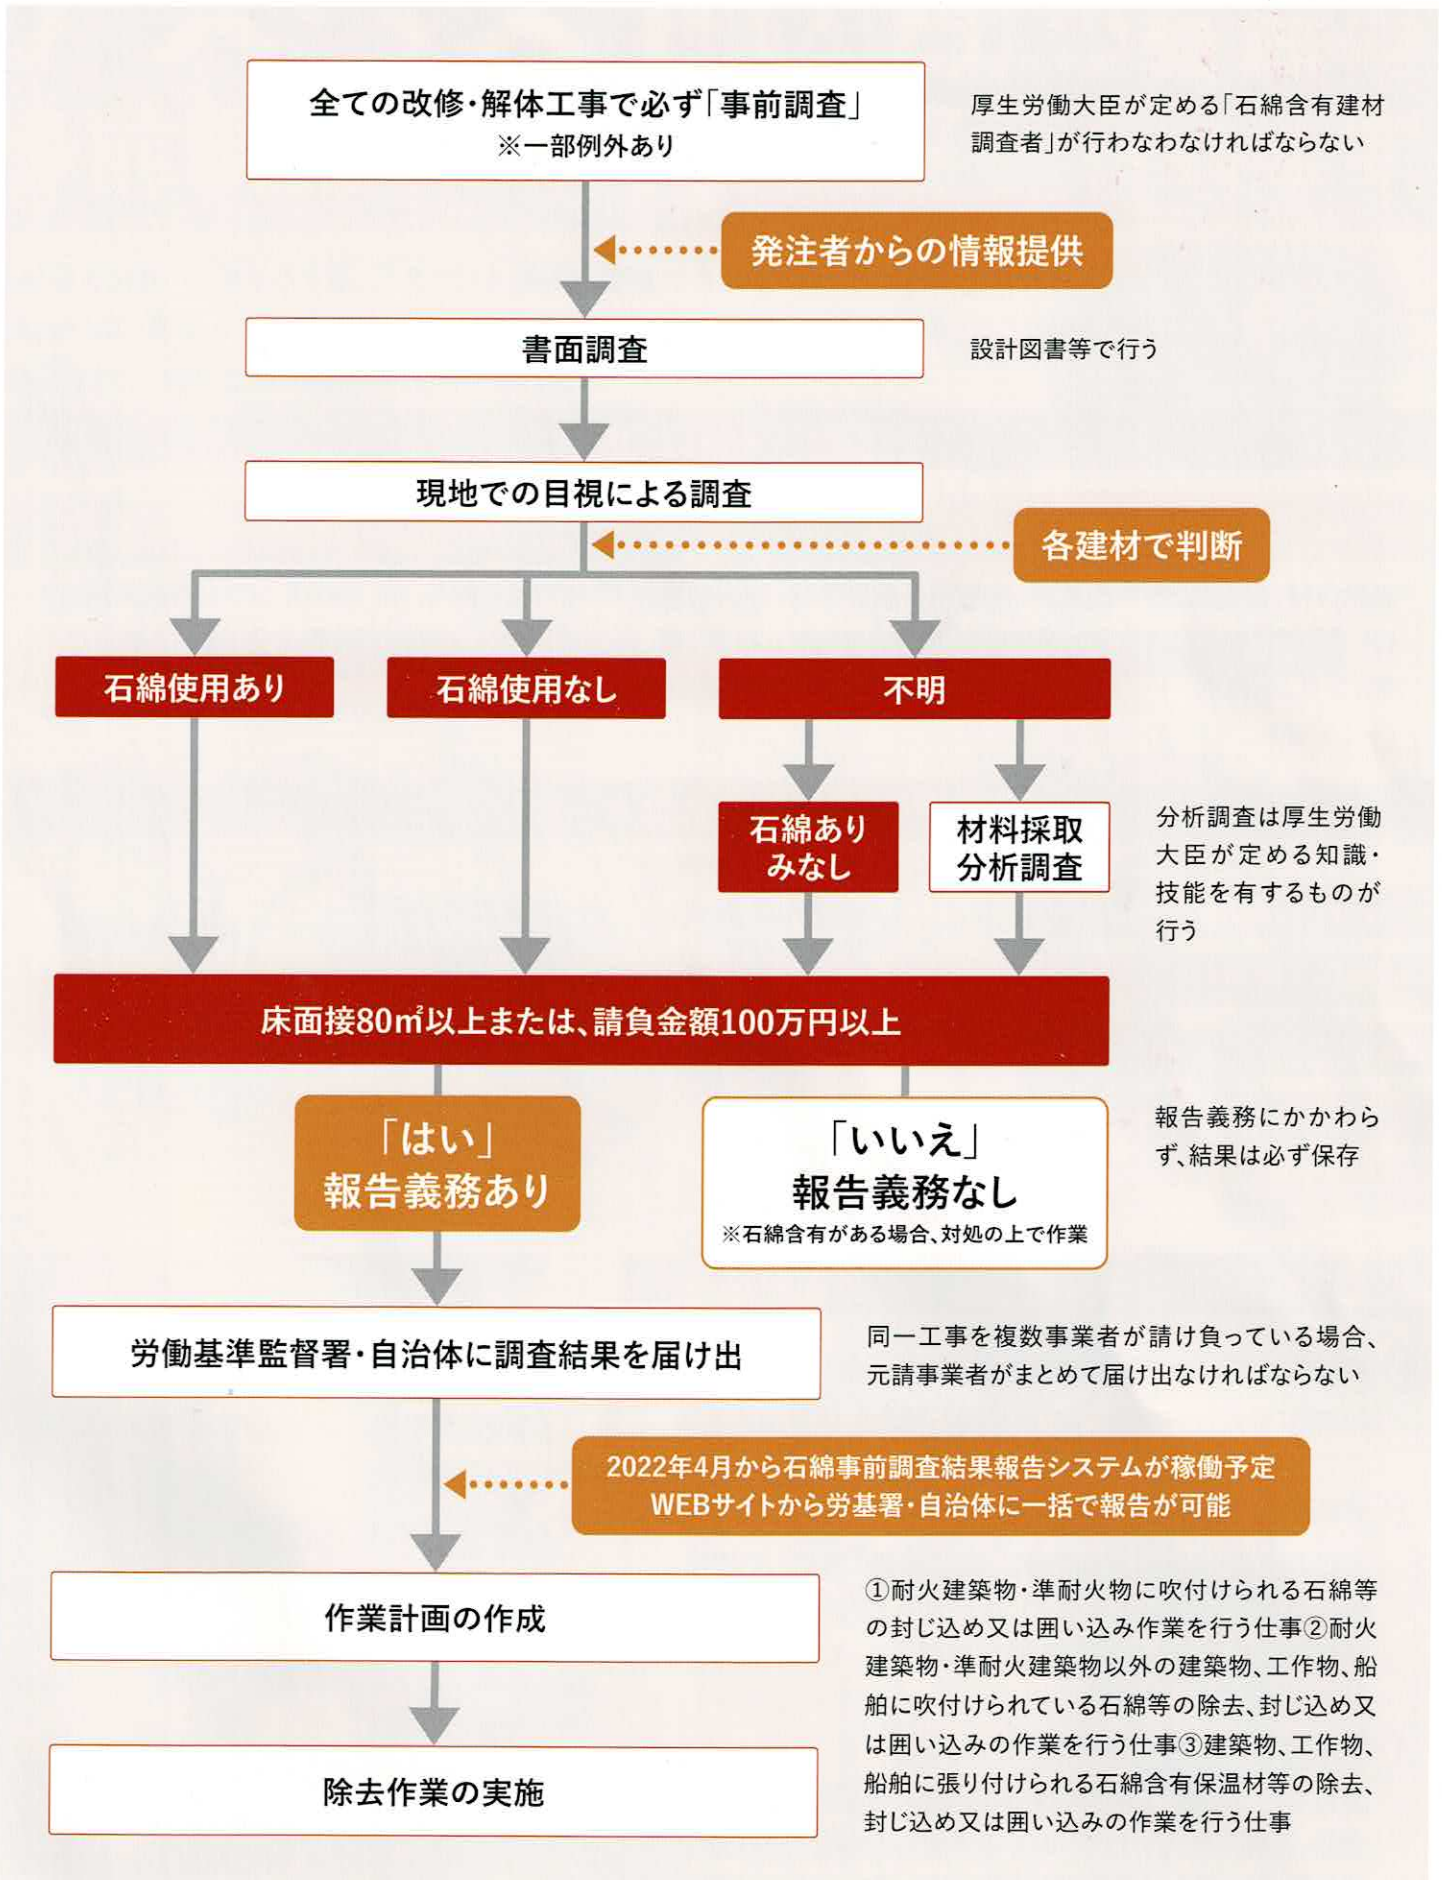 全ての改修・解体工事で必ず「事前調査」
※一部例外あり
厚生労働大臣が定める「石綿含有建材
調査者」が行わなわなければならない
発注者からの情報提供
書面調査
設計図書等で行う
現地での目視による調査
各建材で判断
石綿使用あり
石綿使用なし
不明
石綿あり
みなし
材料採取
分析調査
分析調査は厚生労働
大臣が定める知識・
技能を有するものが
行う
床面接80㎡以上または、請負金額100万円以上
「はい」
報告義務あり
「いいえ」
報告義務なし
※石綿含有がある場合、対処の上で作業
報告義務にかかわら
ず、結果は必ず保存
労働基準監督署・自治体に調査結果を届け出
同一工事を複数事業者が請け負っている場合、
元請事業者がまとめて届け出なければならない
2022年4月から石綿事前調査結果報告システムが稼働予定
WEBサイトから労基署・自治体に一括で報告が可能
作業計画の作成
①耐火建築物・準耐火物に吹付けられる石綿等
の封じ込め又は囲い込み作業を行う仕事②耐火
建築物・準耐火建築物以外の建築物、工作物、船
舶に吹付けられている石綿等の除去、封じ込め又
は囲い込みの作業を行う仕事③建築物、工作物、
船舶に張り付けられる石綿含有保温材等の除去、
封じ込め又は囲い込みの作業を行う仕事
除去作業の実施